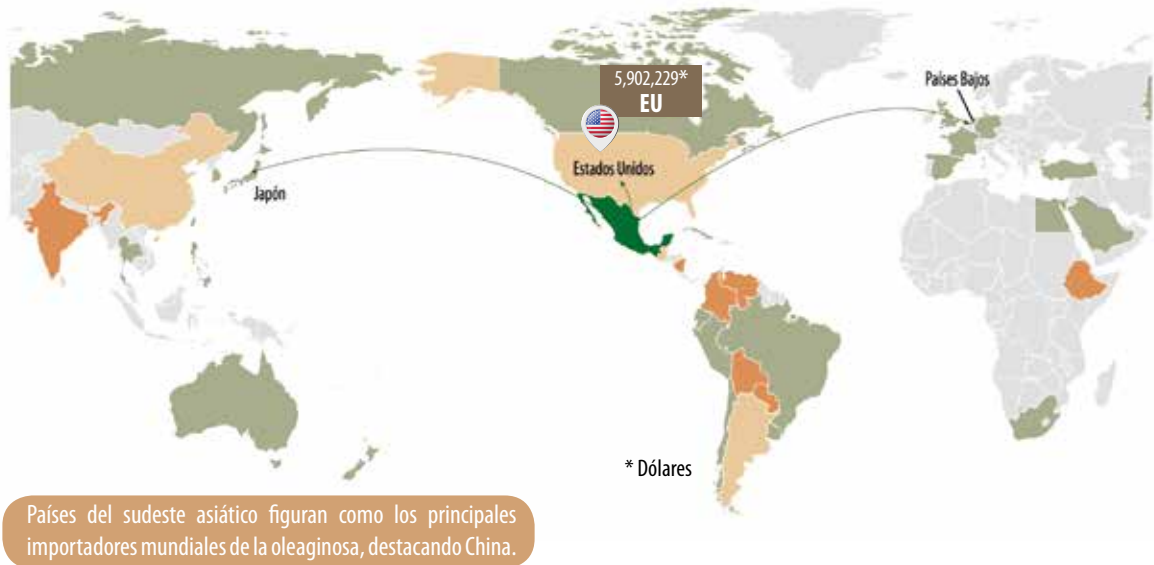 5,902,229*
EU
Países Bajos
Estados Unidos
Japón
* Dólares
Países del sudeste asiático figuran como los principales
importadores mundiales de la oleaginosa, destacando China.